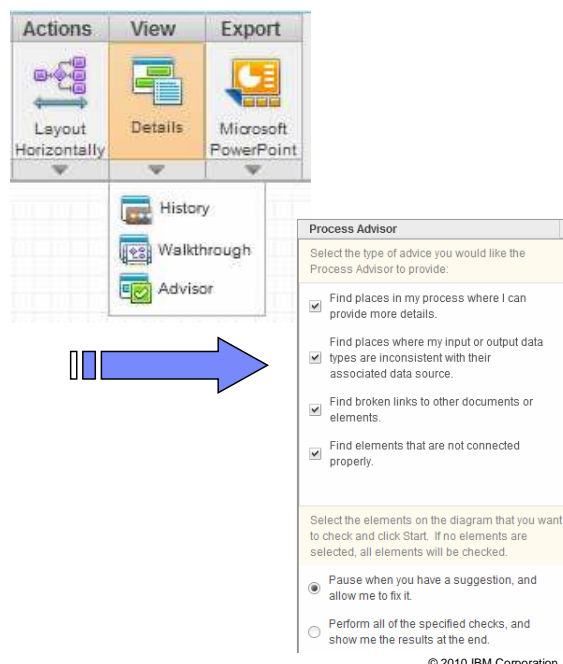 Actions View Export
Layout Horizontally
Details
Microsoft PowerPoint
History
Walkthrough
Advisor
Process Advisor
Select the type of advice you would like the
Process Advisor to provide:
Find places in my process where I can
provide more details.
Find places where my input or output data
types are inconsistent with their
associated data source.
Find broken links to other documents or
elements.
Find elements that are not connected
properly.
Select the elements on the diagram that you want
to check and click Start. If no elements are
selected, all elements will be checked.
Pause when you have a suggestion, and
allow me to fix it.
Perform all of the specified checks, and
show me the results at the end.
© 2010 IBM Corporation